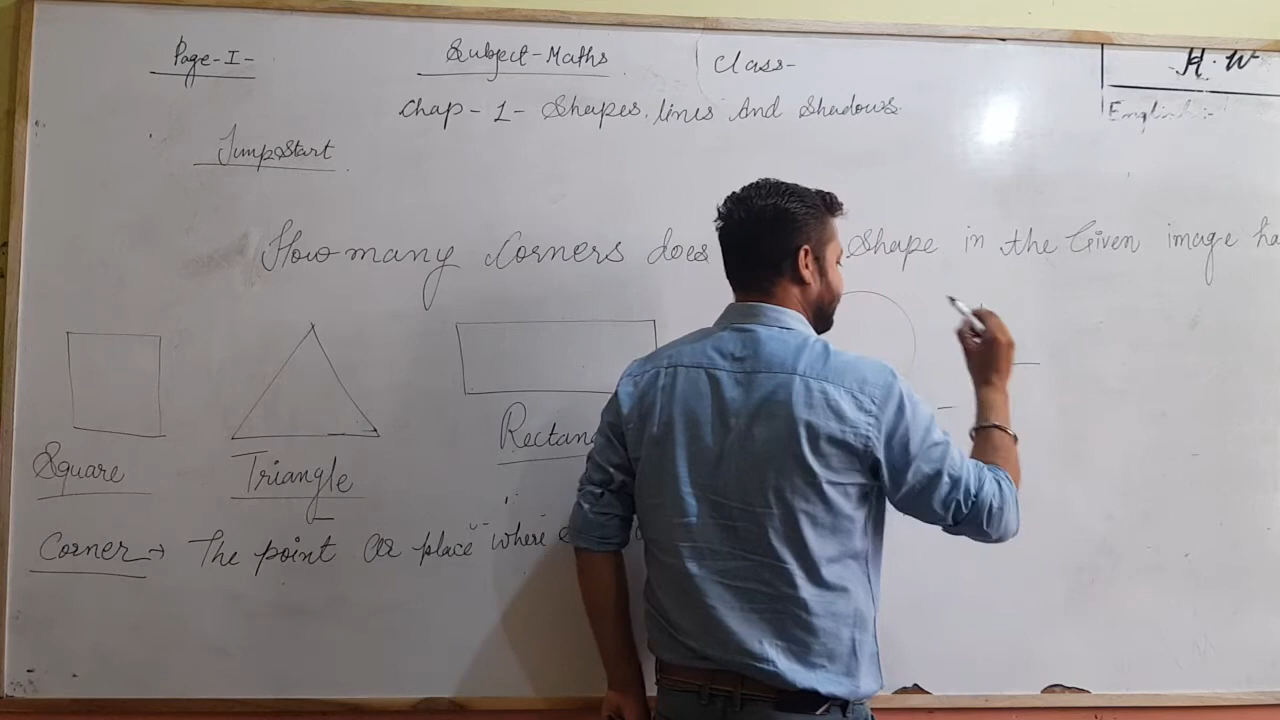 Page-I-
Subject-Maths
Class-
H.W
English:-
Chap-1- Shapes, lines And Shadows.
JumpStart
How many Corners does Shape in the Given image ha
Square
Triangle
Rectan
Corner→ The point Or place where